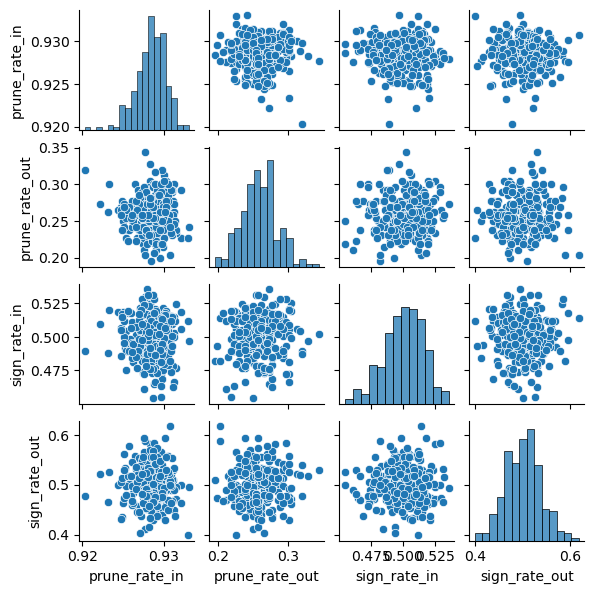 prune_rate_in
0.930
0.925
0.920
prune_rate_out
0.35
0.30
0.25
0.20
sign_rate_in
0.525
0.500
0.475
sign_rate_out
0.6
0.5
0.4
0.92 0.93 0.2 0.3 0.475 0.500 0.525 0.4 0.6
prune_rate_in prune_rate_out sign_rate_in sign_rate_out